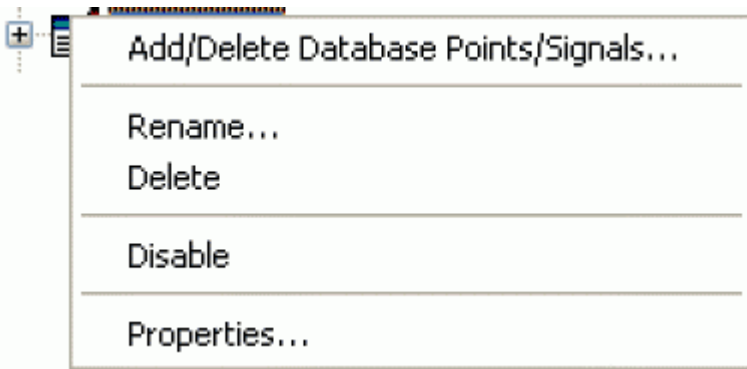 Add/Delete Database Points/Signals...
Rename...
Delete
Disable
Properties...